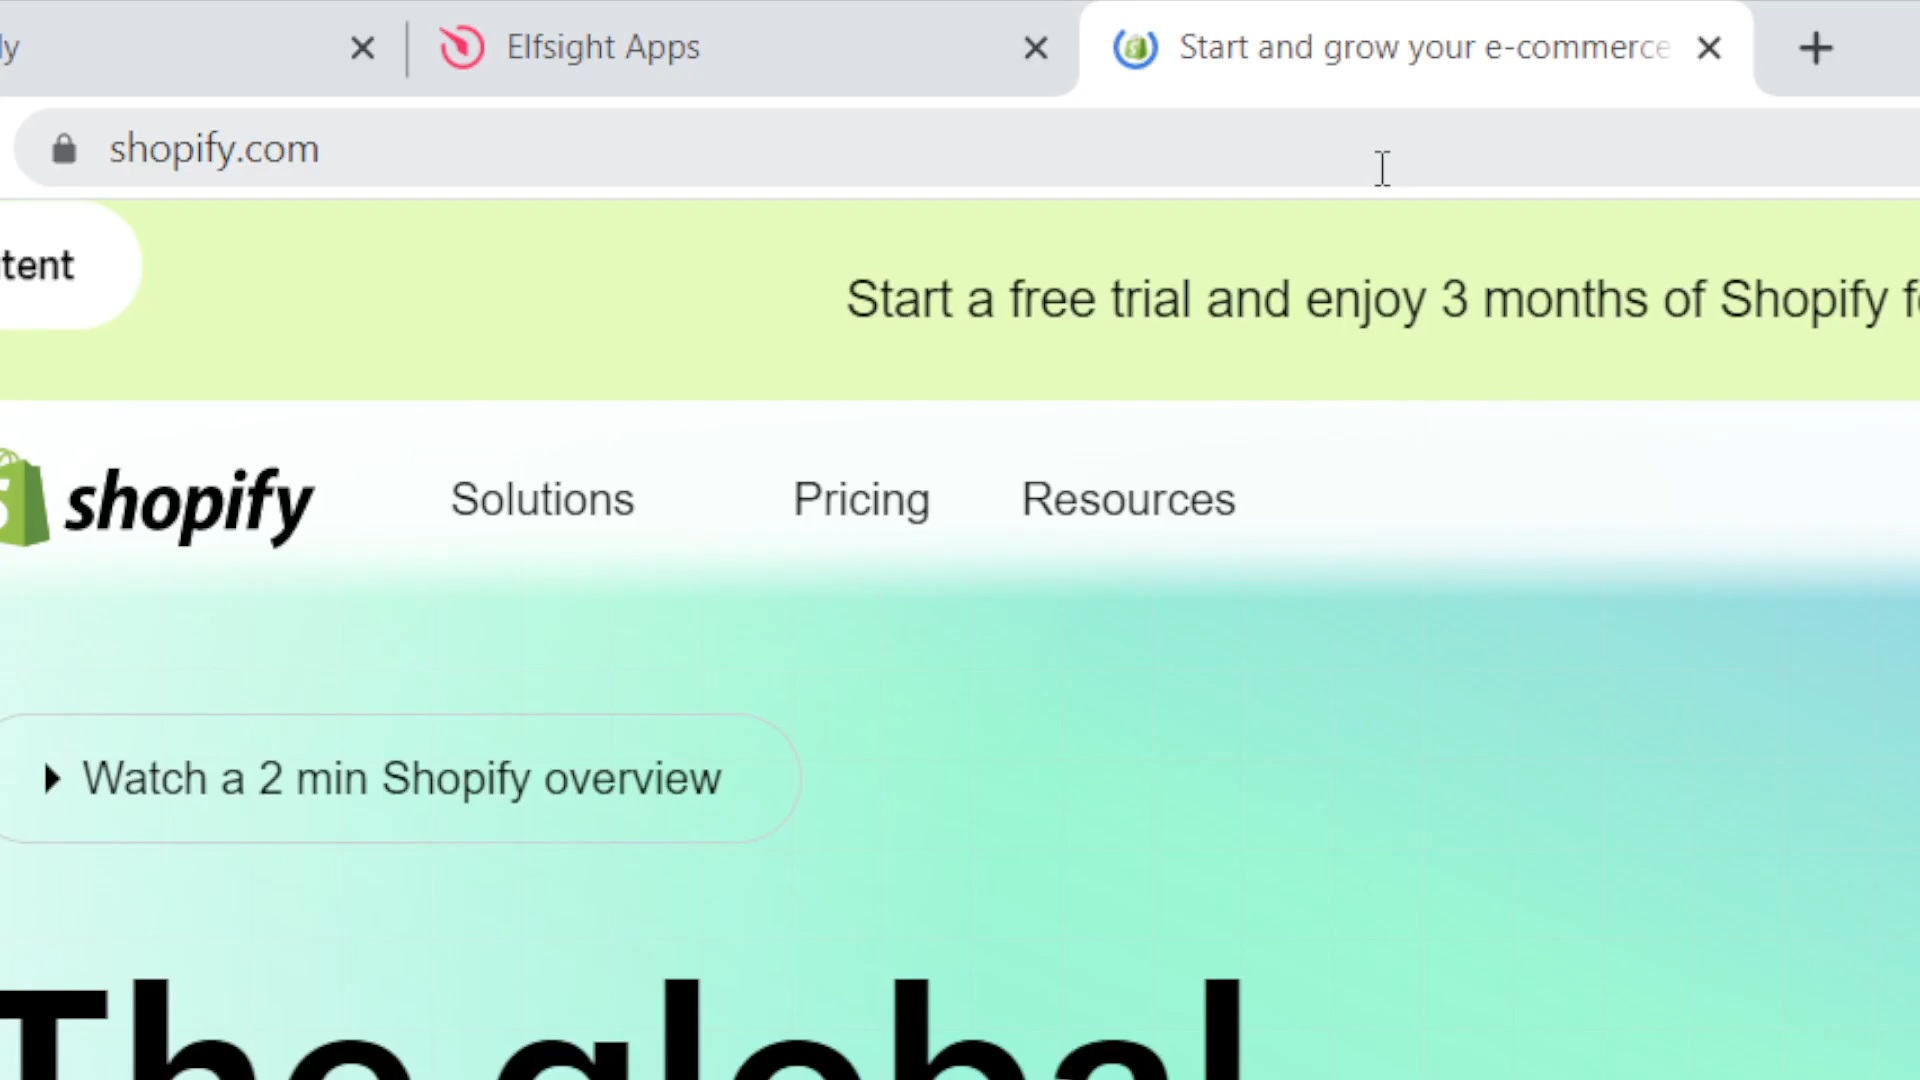 ly
Elfsight Apps
Start and grow your e-commerce
shopify.com
tent
Start a free trial and enjoy 3 months of Shopify f
shopify
Solutions
Pricing
Resources
Watch a 2 min Shopify overview
The global